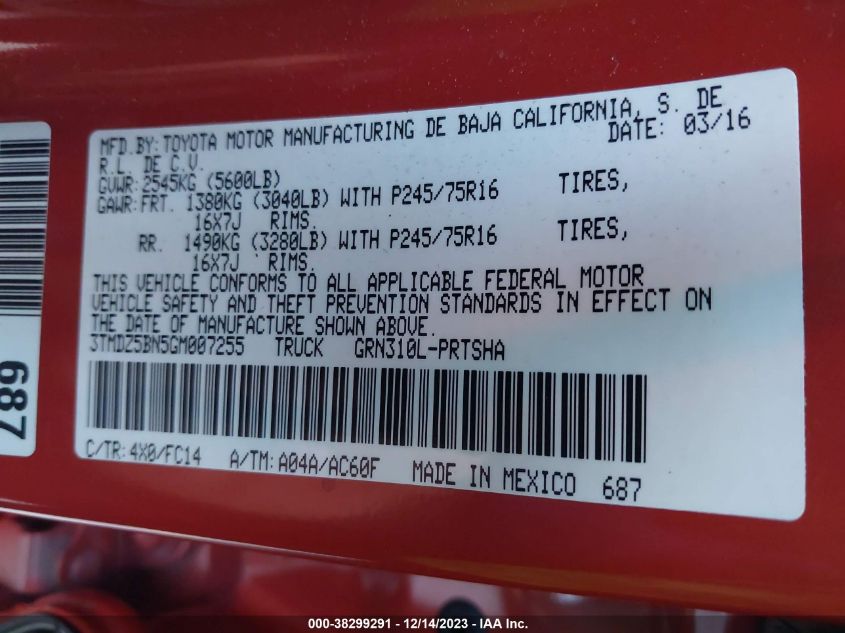 MFD.BY: TOYOTA MOTOR MANUFACTURING DE BAJA CALIFORNIA, S. DE
R.L. DE C.V. DATE: 03/16
GVWR: 2545KG (5600LB)
GAWR: FRT. 1380KG (3040LB) WITH P245/75R16 TIRES,
16X7J RIMS.
RR. 1490KG (3280LB) WITH P245/75R16 TIRES,
16X7J RIMS.
THIS VEHICLE CONFORMS TO ALL APPLICABLE FEDERAL MOTOR
VEHICLE SAFETY AND THEFT PREVENTION STANDARDS IN EFFECT ON
THE DATE OF MANUFACTURE SHOWN ABOVE.
3TMDZ5BN5GM007255 TRUCK GRN310L-PRTSHA
C/TR: 4X0/FC14 A/TM: A04A/AC60F MADE IN MEXICO 687
687
000-38299291 - 12/14/2023 - IAA Inc.